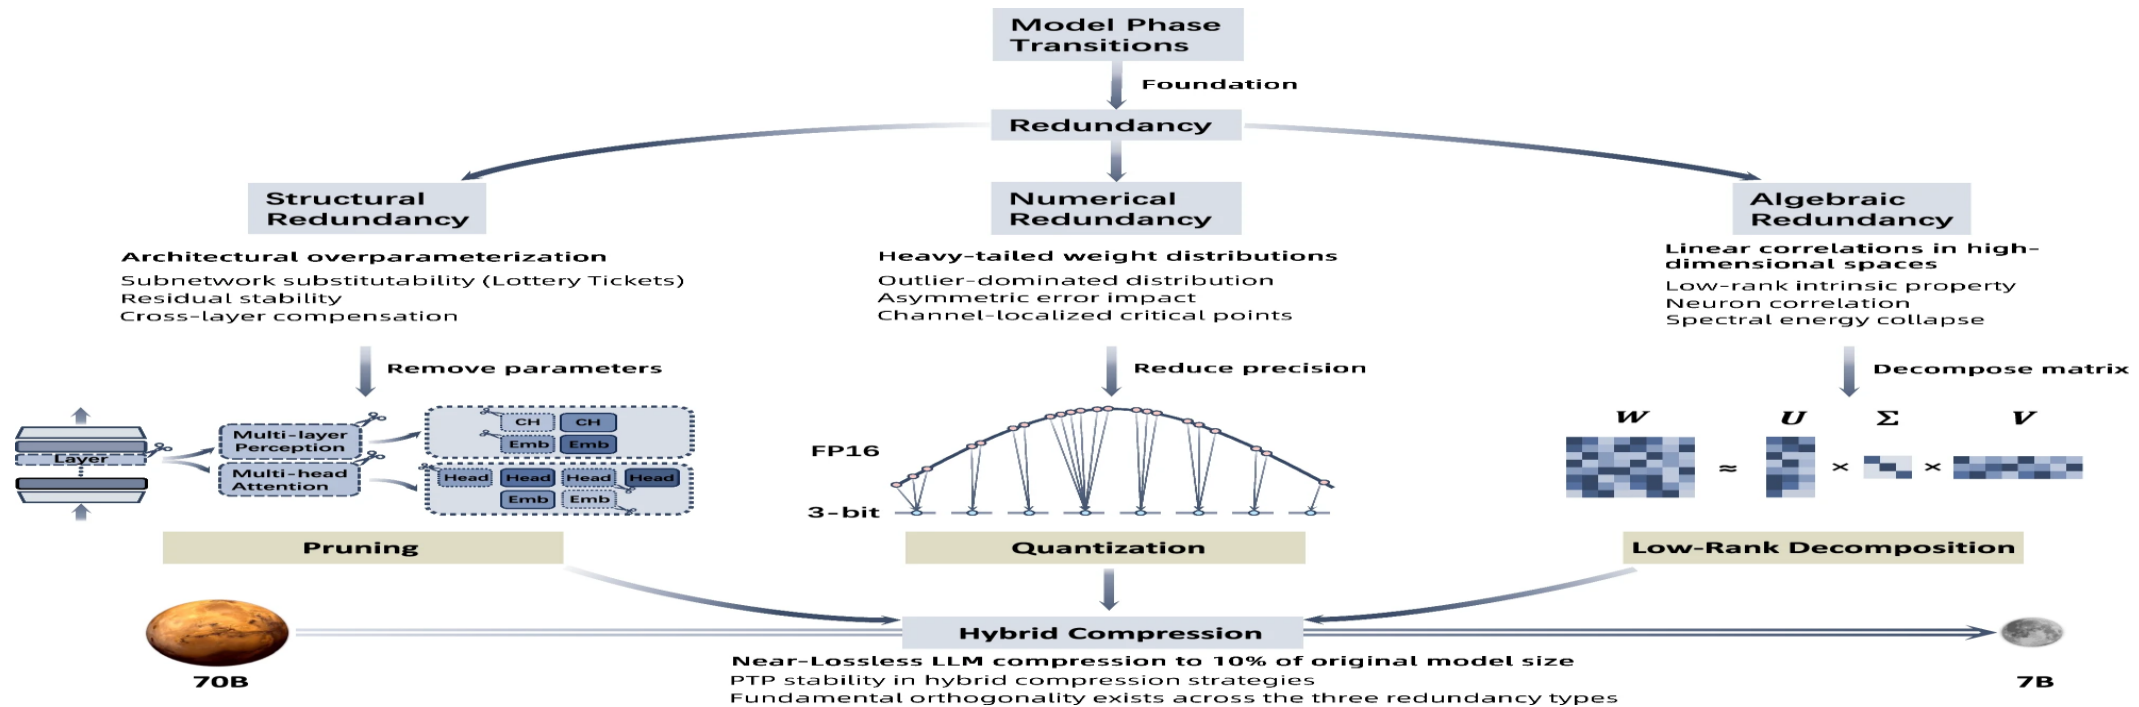 Model Phase
Transitions
Foundation
Redundancy
Structural
Redundancy
Architectural overparameterization
Subnetwork substitutability (Lottery Tickets)
Residual stability
Cross-layer compensation
Remove parameters
Layer
Multi-layer
Perception
Multi-head
Attention
CH CH
Emb Emb
Head Head Head Head
Emb Emb
Pruning
Numerical
Redundancy
Heavy-tailed weight distributions
Outlier-dominated distribution
Asymmetric error impact
Channel-localized critical points
Reduce precision
FP16
3-bit
Quantization
Algebraic
Redundancy
Linear correlations in high-
dimensional spaces
Low-rank intrinsic property
Neuron correlation
Spectral energy collapse
Decompose matrix
W U Σ V
≈ × ×
Low-Rank Decomposition
Hybrid Compression
70B
7B
Near-Lossless LLM compression to 10% of original model size
PTP stability in hybrid compression strategies
Fundamental orthogonality exists across the three redundancy types